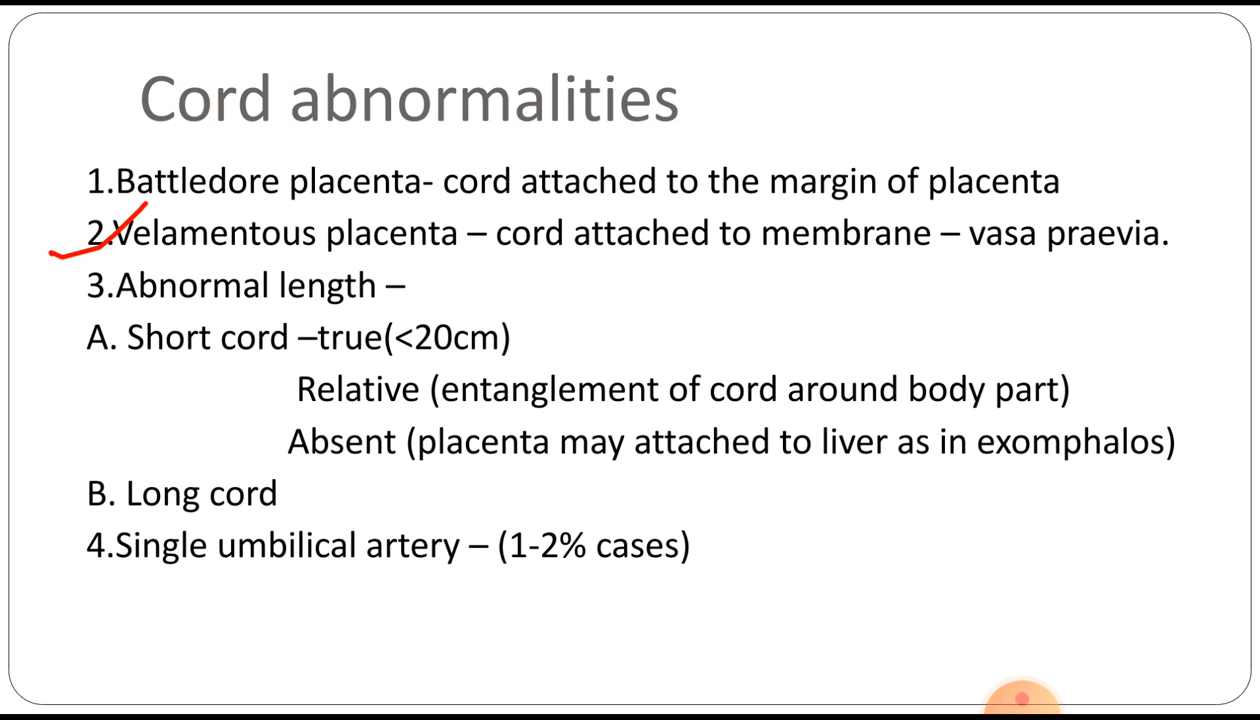 Cord abnormalities
1.Battledore placenta- cord attached to the margin of placenta
2.Velamentous placenta – cord attached to membrane – vasa praevia.
3.Abnormal length –
A. Short cord –true(<20cm)
Relative (entanglement of cord around body part)
Absent (placenta may attached to liver as in exomphalos)
B. Long cord
4.Single umbilical artery – (1-2% cases)